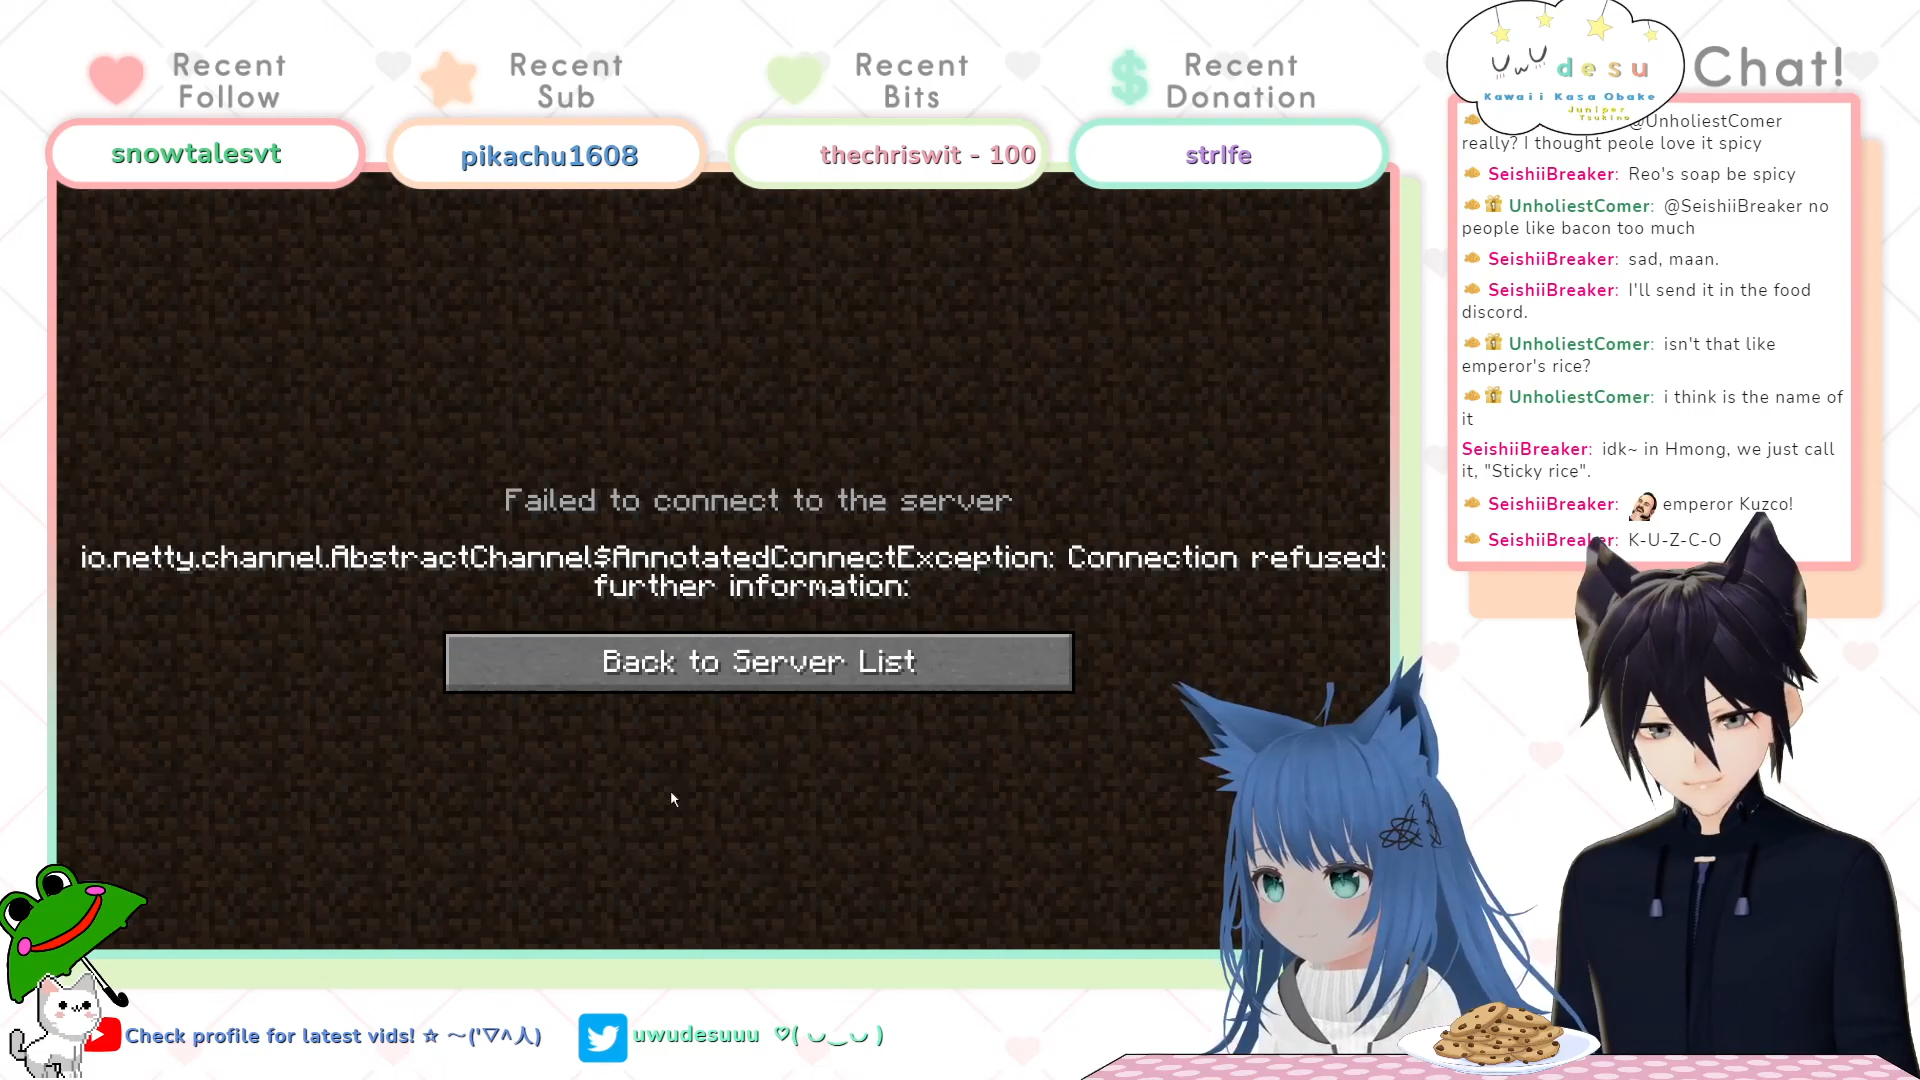 Recent
Follow
Recent
Sub
Recent
Bits
Recent
Donation
snowtalesvt
pikachu1608
thechriswit - 100
strIfe
UwU desu
Kawaii Kasa Obake
Juniper
Tsukino
Chat!
@UnholiestComer
really? I thought peole love it spicy
SeishiiBreaker: Reo's soap be spicy
UnholiestComer: @SeishiiBreaker no
people like bacon too much
SeishiiBreaker: sad, maan.
SeishiiBreaker: I'll send it in the food
discord.
UnholiestComer: isn't that like
emperor's rice?
UnholiestComer: i think is the name of
it
SeishiiBreaker: idk~ in Hmong, we just call
it, "Sticky rice".
SeishiiBreaker: emperor Kuzco!
SeishiiBreaker: K-U-Z-C-O
Failed to connect to the server
io.netty.channel.AbstractChannel$AnnotatedConnectException: Connection refused:
further information:
Back to Server List
Check profile for latest vids! ☆ ～('▽^人)
uwudesuuu ♡( ◡‿◡ )